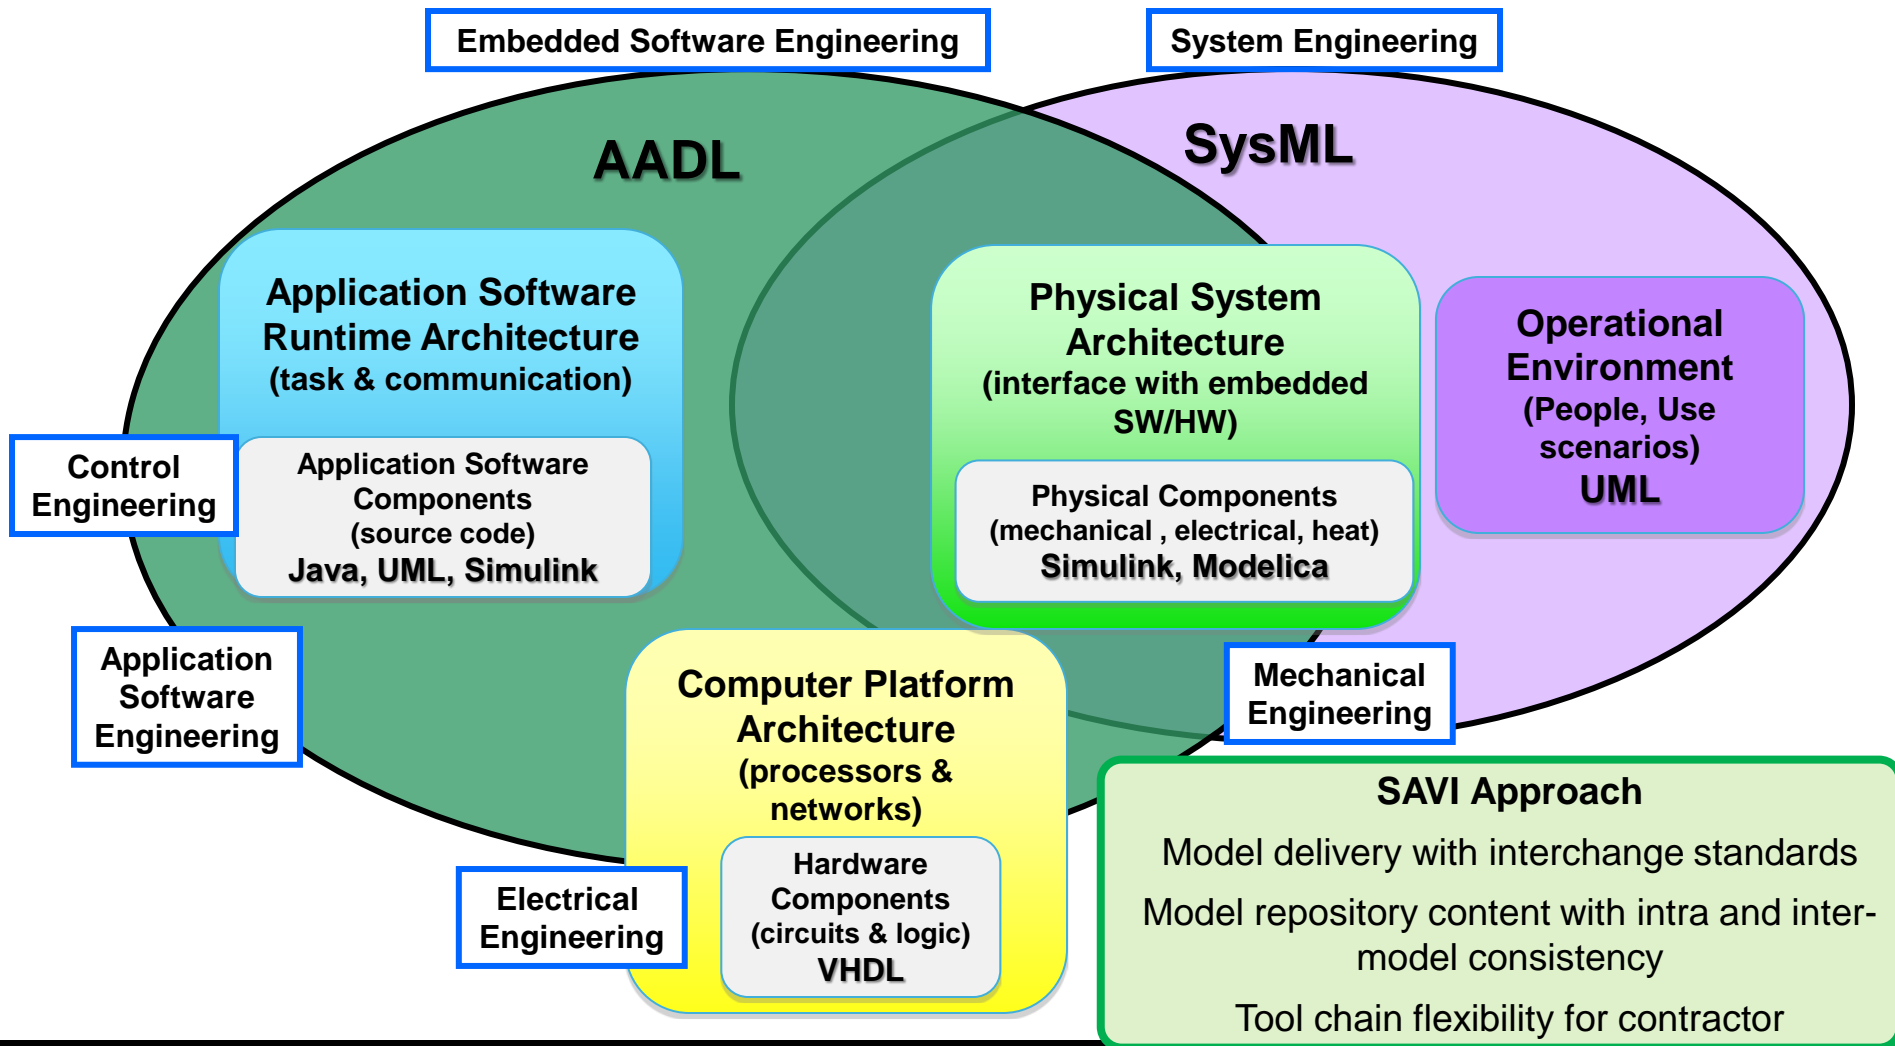 Embedded Software Engineering
System Engineering
AADL
SysML
Application Software
Runtime Architecture
(task & communication)
Application Software
Components
(source code)
Java, UML, Simulink
Physical System
Architecture
(interface with embedded
SW/HW)
Physical Components
(mechanical , electrical, heat)
Simulink, Modelica
Operational
Environment
(People, Use
scenarios)
UML
Control
Engineering
Application
Software
Engineering
Computer Platform
Architecture
(processors &
networks)
Hardware
Components
(circuits & logic)
VHDL
Electrical
Engineering
Mechanical
Engineering
SAVI Approach
Model delivery with interchange standards
Model repository content with intra and inter-
model consistency
Tool chain flexibility for contractor